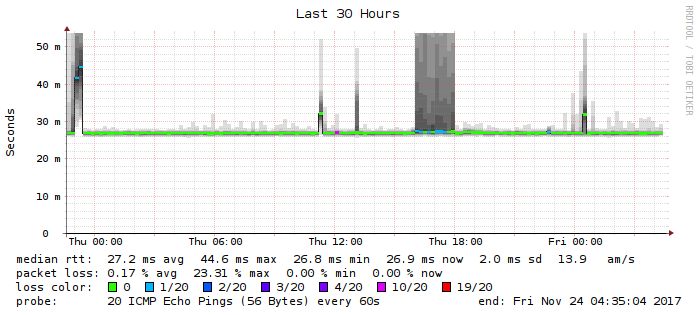 Last 30 Hours
RRDTOOL / TOBI OETIKER
Seconds
50 m
40 m
30 m
20 m
10 m
0
Thu 00:00 Thu 06:00 Thu 12:00 Thu 18:00 Fri 00:00
median rtt: 27.2 ms avg 44.6 ms max 26.8 ms min 26.9 ms now 2.0 ms sd 13.9 am/s
packet loss: 0.17 % avg 23.31 % max 0.00 % min 0.00 % now
loss color: 0 1/20 2/20 3/20 4/20 10/20 19/20
probe: 20 ICMP Echo Pings (56 Bytes) every 60s end: Fri Nov 24 04:35:04 2017